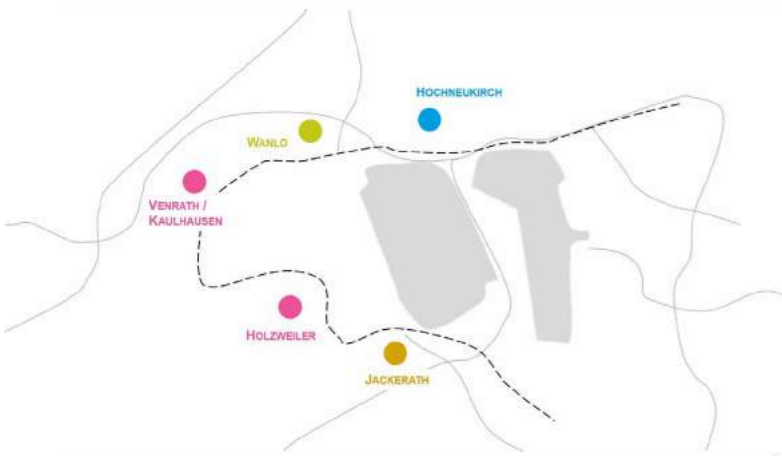 HOCHNEUKIRCH
WANLO
VENRATH /
KAULHAUSEN
HOLZWEILER
JACKERATH